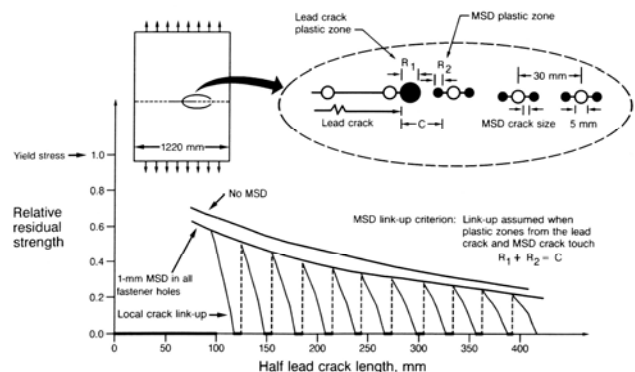 Lead crack
plastic zone
MSD plastic zone
R1
R2
30 mm
Lead crack
C
MSD crack size
5 mm
1220 mm
Yield stress
1.0
0.8
0.6
0.4
0.2
0.0
Relative
residual
strength
No MSD
1-mm MSD in all
fastener holes
Local crack link-up
MSD link-up criterion: Link-up assumed when
plastic zones from the lead
crack and MSD crack touch
R1 + R2 = C
0 50 100 150 200 250 300 350 400
Half lead crack length, mm